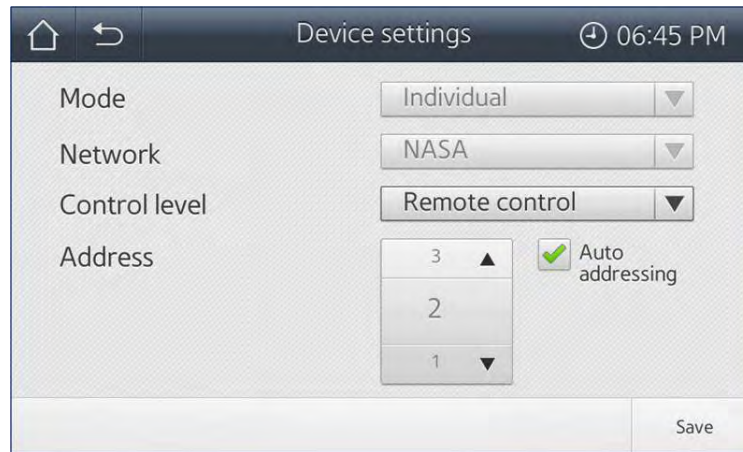 Device settings 06:45 PM
Mode Individual
Network NASA
Control level Remote control
Address 3 Auto
addressing
2
1
Save